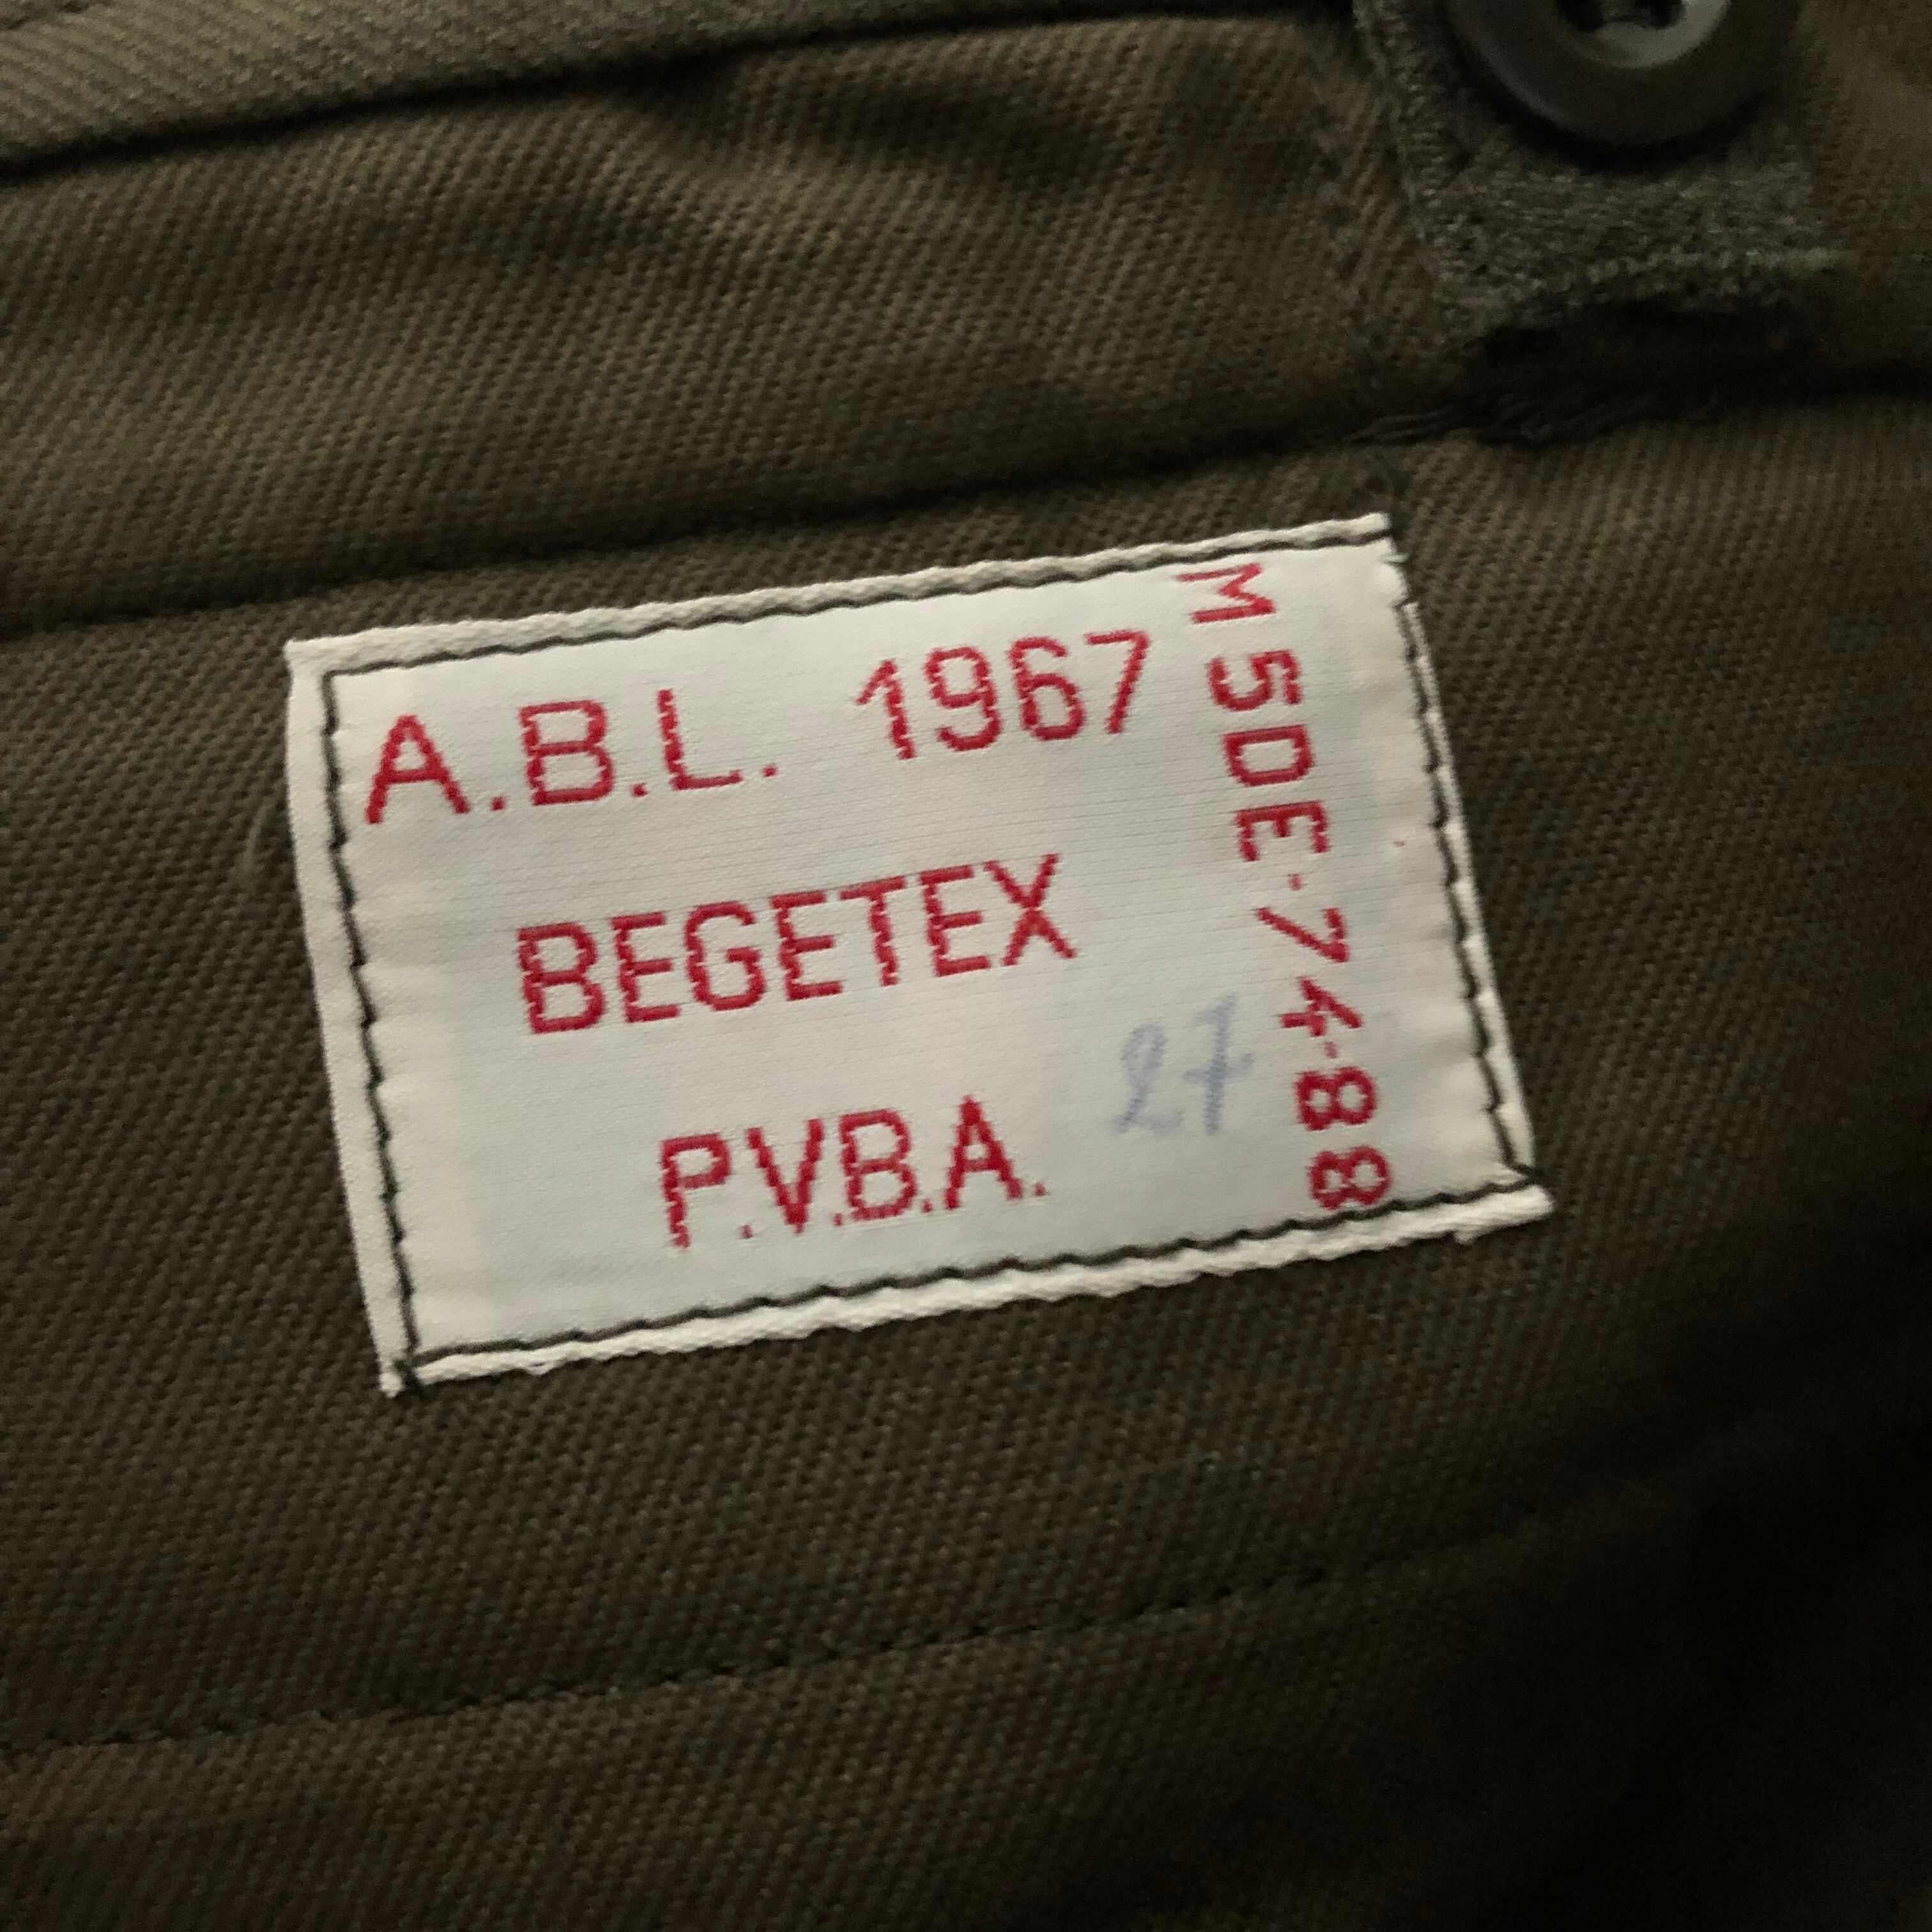 A.B.L. 1967
BEGETEX
P.V.B.A.
27
M 5DE·74·88